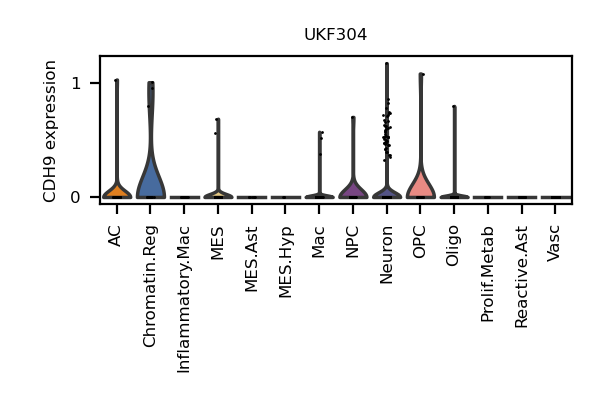 UKF304
CDH9 expression
1
0
AC
Chromatin.Reg
Inflammatory.Mac
MES
MES.Ast
MES.Hyp
Mac
NPC
Neuron
OPC
Oligo
Prolif.Metab
Reactive.Ast
Vasc